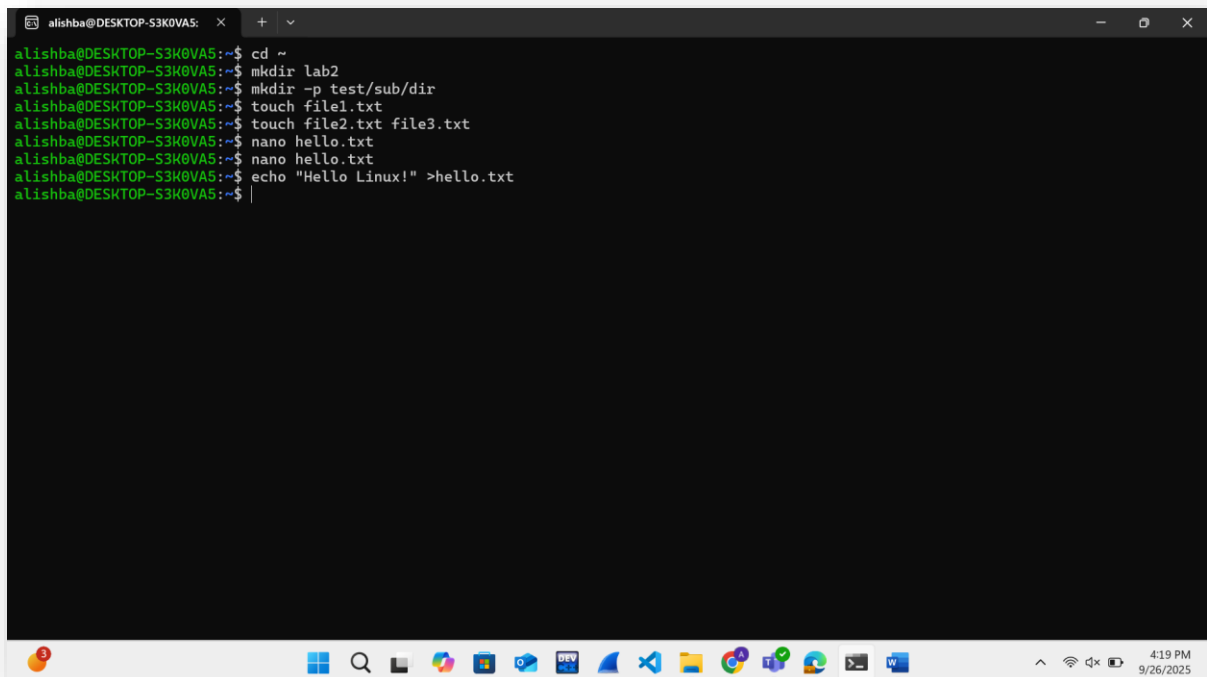 alishba@DESKTOP-S3K0VA5:
alishba@DESKTOP-S3K0VA5:~$ cd ~
alishba@DESKTOP-S3K0VA5:~$ mkdir lab2
alishba@DESKTOP-S3K0VA5:~$ mkdir -p test/sub/dir
alishba@DESKTOP-S3K0VA5:~$ touch file1.txt
alishba@DESKTOP-S3K0VA5:~$ touch file2.txt file3.txt
alishba@DESKTOP-S3K0VA5:~$ nano hello.txt
alishba@DESKTOP-S3K0VA5:~$ nano hello.txt
alishba@DESKTOP-S3K0VA5:~$ echo "Hello Linux!" >hello.txt
alishba@DESKTOP-S3K0VA5:~$
3
DEV
A
4:19 PM
9/26/2025